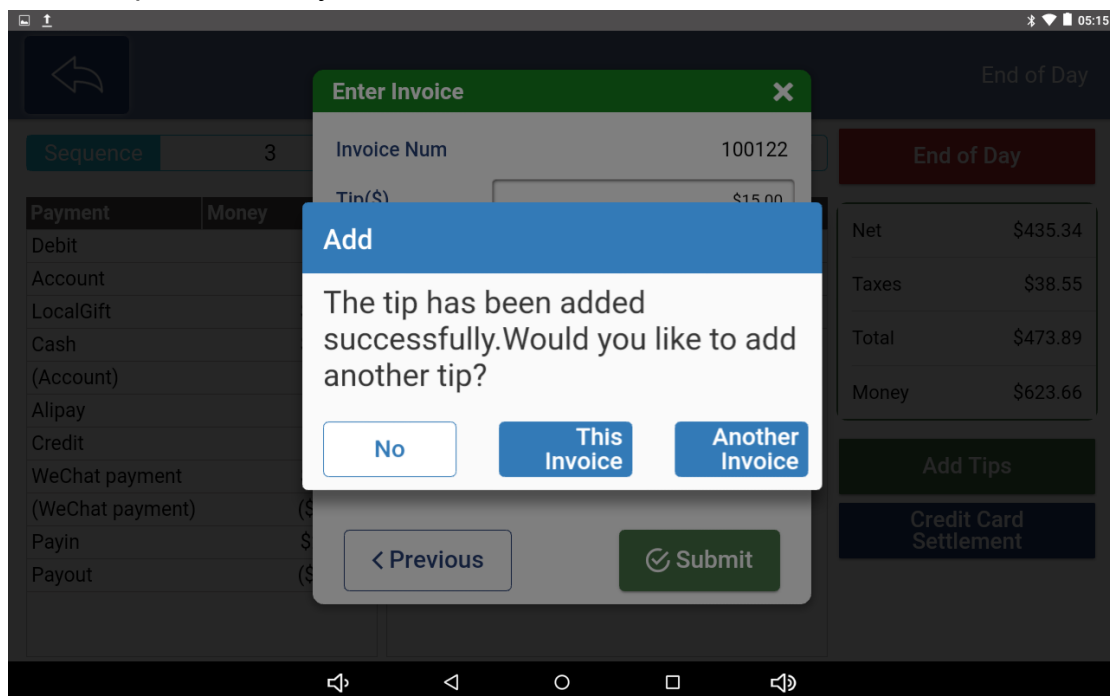 05:15
End of Day
Enter Invoice
Sequence 3
Invoice Num 100122
End of Day
Tip($) $15.00
Payment Money
Debit
Account
LocalGift
Cash
(Account)
Alipay
Credit
WeChat payment
(WeChat payment) ($
Payin $
Payout ($
Add
The tip has been added
successfully.Would you like to add
another tip?
No
This
Invoice
Another
Invoice
< Previous
Submit
Net $435.34
Taxes $38.55
Total $473.89
Money $623.66
Add Tips
Credit Card
Settlement